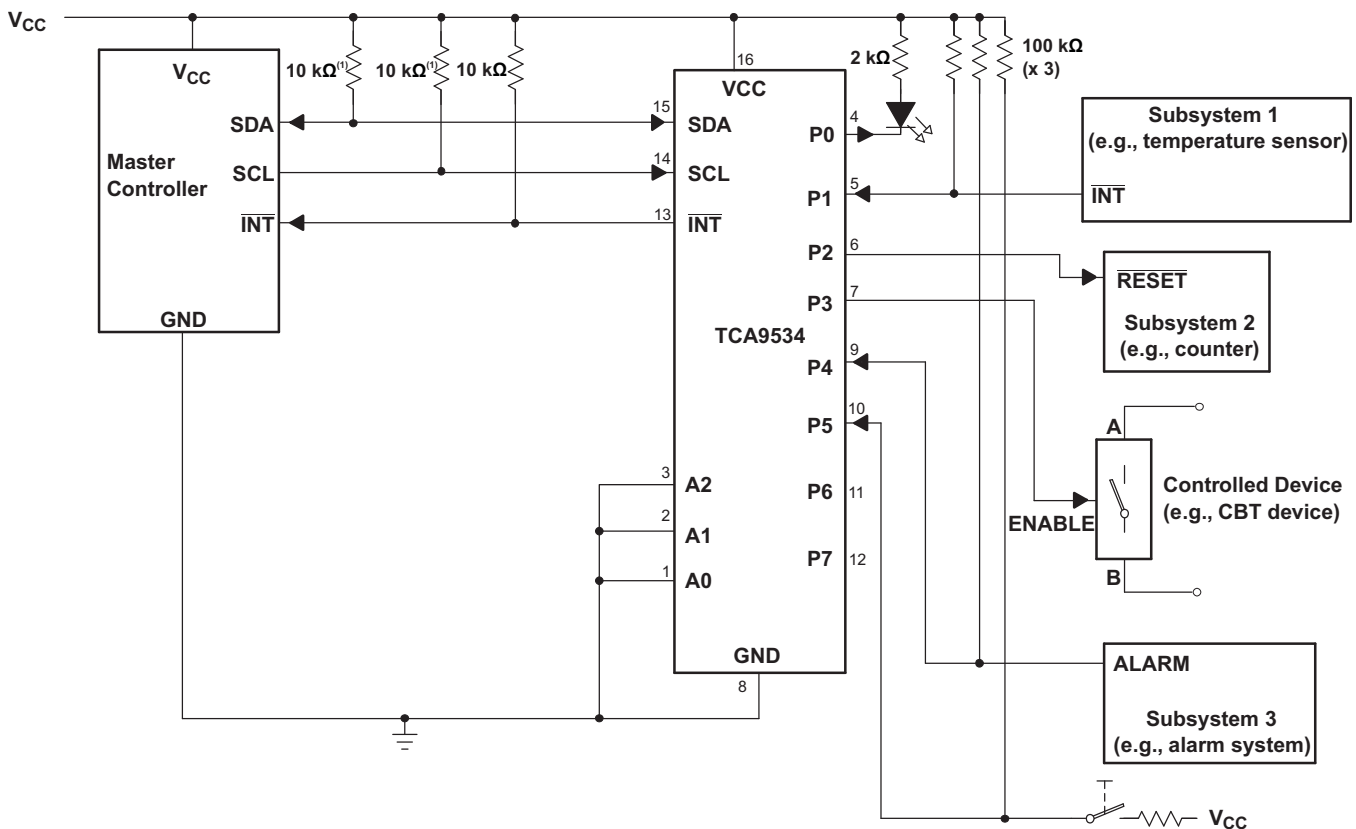 V_CC
V_CC
10 kΩ(1)
10 kΩ(1)
10 kΩ
SDA
SCL
INT
Master
Controller
GND
15
14
13
16
VCC
SDA
SCL
INT
TCA9534
3
A2
2
A1
1
A0
GND
8
P0
4
P1
5
P2
6
P3
7
P4
9
P5
10
P6
11
P7
12
2 kΩ
100 kΩ
(x 3)
Subsystem 1
(e.g., temperature sensor)
INT
RESET
Subsystem 2
(e.g., counter)
A
ENABLE
B
Controlled Device
(e.g., CBT device)
ALARM
Subsystem 3
(e.g., alarm system)
V_CC